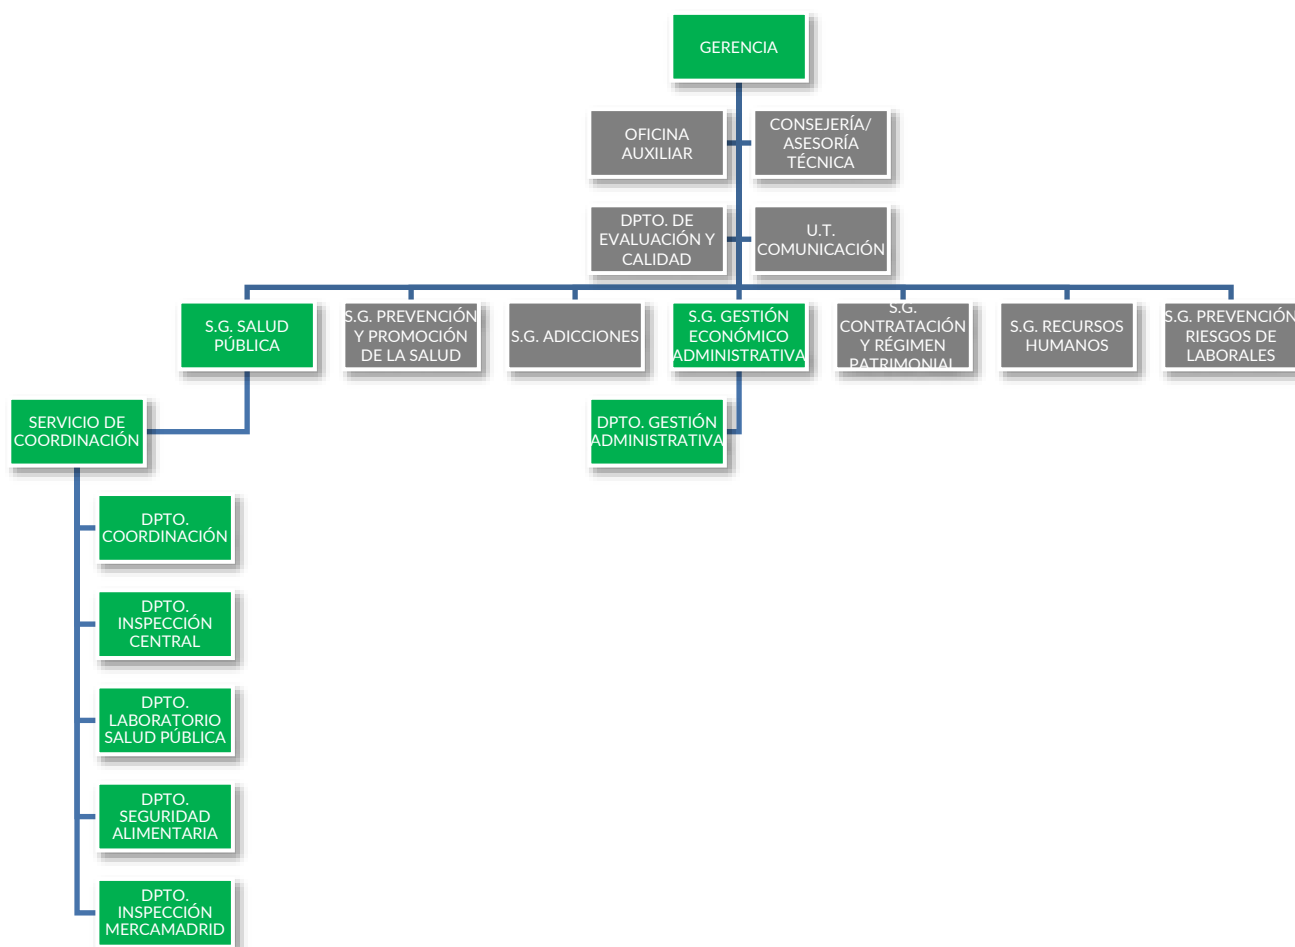 GERENCIA
OFICINA
AUXILIAR
CONSEJERÍA/
ASESORÍA
TÉCNICA
DPTO. DE
EVALUACIÓN Y
CALIDAD
U.T.
COMUNICACIÓN
S.G. SALUD
PÚBLICA
S.G. PREVENCIÓN
Y PROMOCIÓN
DE LA SALUD
S.G. ADICCIONES
S.G. GESTIÓN
ECONÓMICO
ADMINISTRATIVA
S.G.
CONTRATACIÓN
Y RÉGIMEN
PATRIMONIAL
S.G. RECURSOS
HUMANOS
S.G. PREVENCIÓN
RIESGOS DE
LABORALES
SERVICIO DE
COORDINACIÓN
DPTO. GESTIÓN
ADMINISTRATIVA
DPTO.
COORDINACIÓN
DPTO.
INSPECCIÓN
CENTRAL
DPTO.
LABORATORIO
SALUD PÚBLICA
DPTO.
SEGURIDAD
ALIMENTARIA
DPTO.
INSPECCIÓN
MERCAMADRID